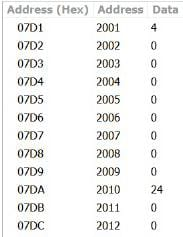 Address (Hex) Address Data
07D1 2001 4
07D2 2002 0
07D3 2003 0
07D4 2004 0
07D5 2005 0
07D6 2006 0
07D7 2007 0
07D8 2008 0
07D9 2009 0
07DA 2010 24
07DB 2011 0
07DC 2012 0